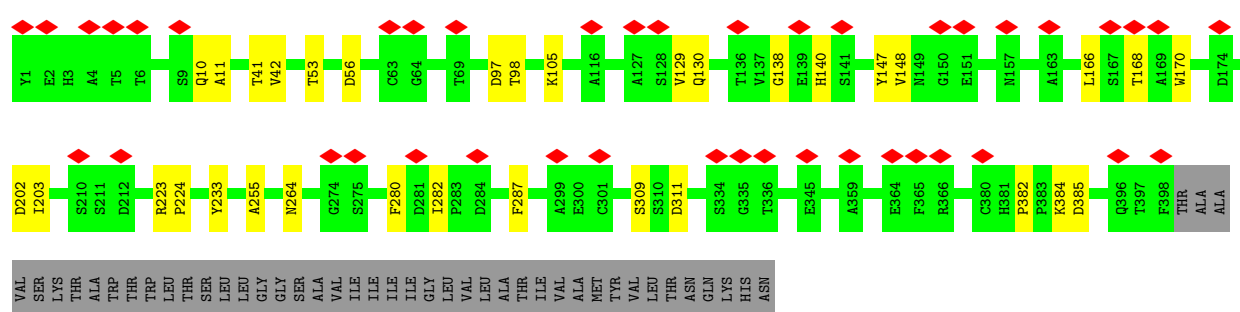 Y1 E2 H3 A4 T5 T6 S9 Q10 A11 T41 V42 T53 D56 C63 G64 T69 D97 T98 K105 A116 A127 S128 V129 Q130 T136 V137 G138 E139 H140 S141 Y147 V148 N149 G150 E151 N157 A163 L166 S167 T168 A169 W170 D174
D202 I203 S210 S211 D212 R223 P224 Y233 A255 N264 G274 S275 F280 D281 I282 P283 D284 F287 A299 E300 C301 S309 S310 D311 S334 G335 T336 E345 A359 E364 F365 R366 C380 H381 P382 P383 K384 D385 Q396 T397 F398 THR ALA ALA
VAL SER LYS THR ALA TRP THR TRP LEU THR SER LEU LEU GLY GLY SER ALA VAL ILE ILE ILE ILE GLY LEU VAL LEU ALA THR ILE VAL ALA MET TYR VAL LEU THR ASN GLN LYS HIS ASN